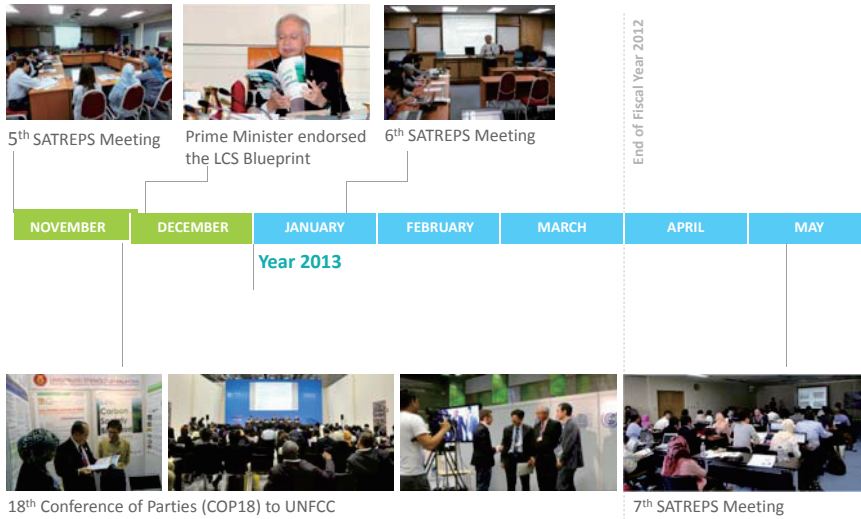 5th SATREPS Meeting
Prime Minister endorsed
the LCS Blueprint
6th SATREPS Meeting
End of Fiscal Year 2012
NOVEMBER
DECEMBER
JANUARY
FEBRUARY
MARCH
APRIL
MAY
Year 2013
Carbon
18th Conference of Parties (COP18) to UNFCC
7th SATREPS Meeting